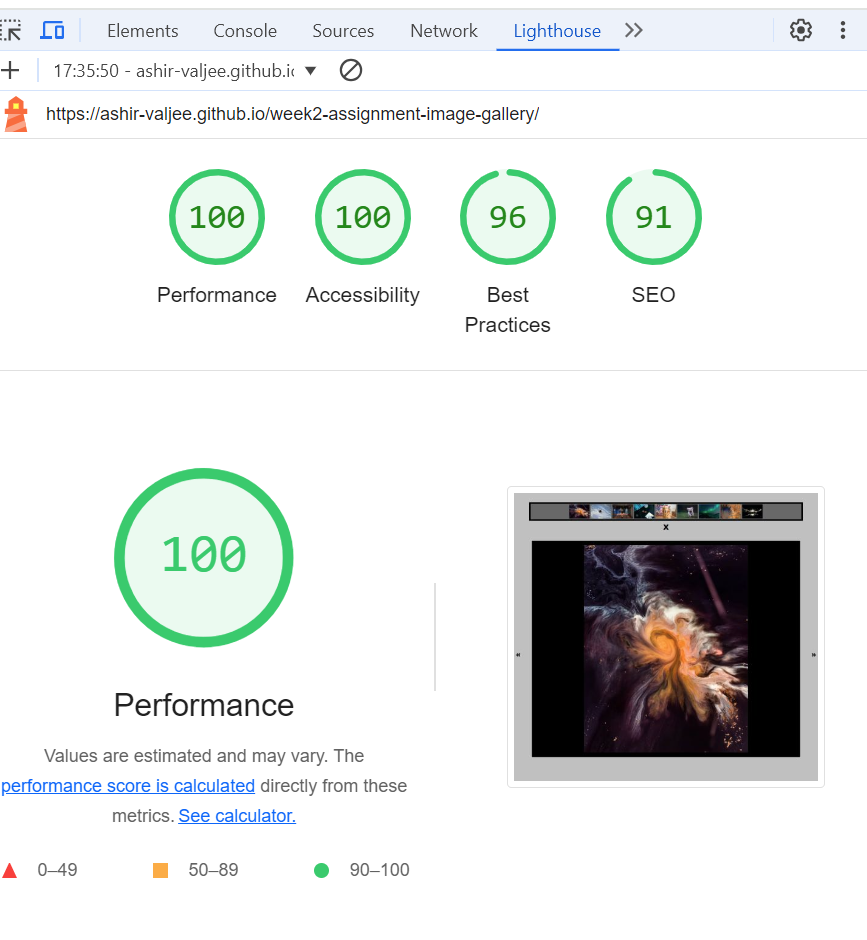 Elements Console Sources Network Lighthouse
17:35:50 - ashir-valjee.github.io
https://ashir-valjee.github.io/week2-assignment-image-gallery/
100 100 96 91
Performance Accessibility Best Practices SEO
100
x
« »
Performance
Values are estimated and may vary. The
performance score is calculated directly from these
metrics. See calculator.
0–49 50–89 90–100